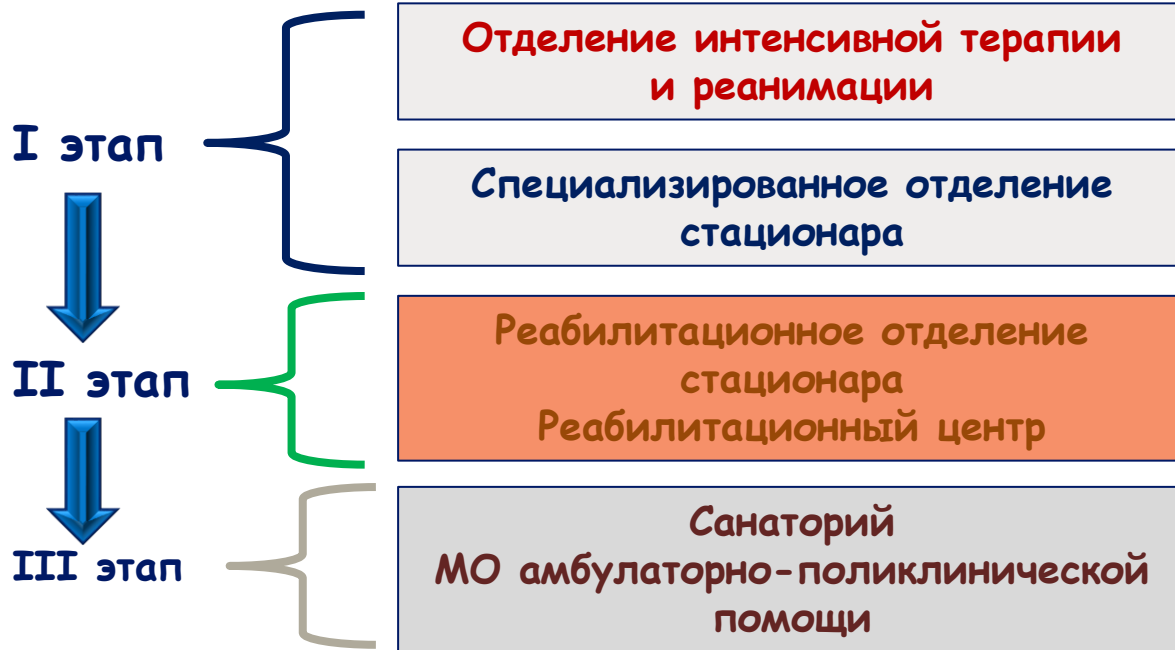 I этап
Отделение интенсивной терапии
и реанимации
Специализированное отделение
стационара
II этап
Реабилитационное отделение
стационара
Реабилитационный центр
III этап
Санаторий
МО амбулаторно-поликлинической
помощи